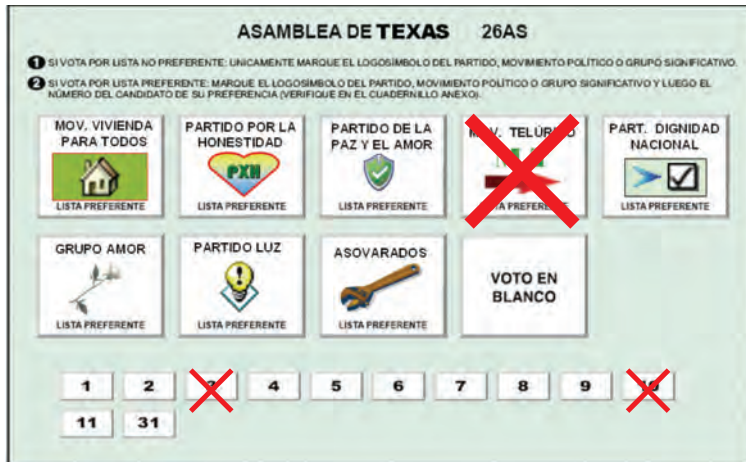 ASAMBLEA DE TEXAS 26AS
1 SI VOTA POR LISTA NO PREFERENTE: UNICAMENTE MARQUE EL LOGOSÍMBOLO DEL PARTIDO, MOVIMIENTO POLÍTICO O GRUPO SIGNIFICATIVO.
2 SI VOTA POR LISTA PREFERENTE: MARQUE EL LOGOSÍMBOLO DEL PARTIDO, MOVIMIENTO POLÍTICO O GRUPO SIGNIFICATIVO Y LUEGO EL
NÚMERO DEL CANDIDATO DE SU PREFERENCIA (VERIFIQUE EN EL CUADERNILLO ANEXO).
MOV. VIVIENDA
PARA TODOS
LISTA PREFERENTE
PARTIDO POR LA
HONESTIDAD
PXH
LISTA PREFERENTE
PARTIDO DE LA
PAZ Y EL AMOR
LISTA PREFERENTE
TELÚR
PREFERE
PART. DIGNIDAD
NACIONAL
LISTA PREFERENTE
GRUPO AMOR
LISTA PREFERENTE
PARTIDO LUZ
LISTA PREFERENTE
ASOVARADOS
LISTA PREFERENTE
VOTO EN
BLANCO
1 2 3 4 5 6 7 8 9 10
11 31